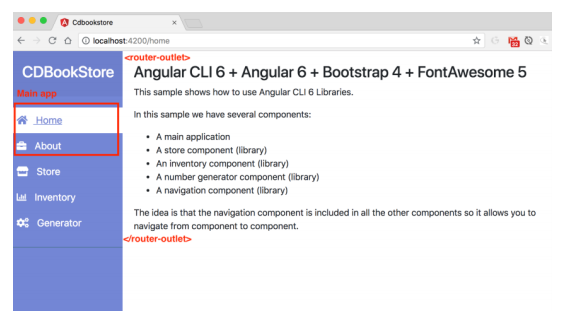 Cdbookstore
localhost:4200/home
<router-outlet>
CDBookStore
Angular CLI 6 + Angular 6 + Bootstrap 4 + FontAwesome 5
Main app
This sample shows how to use Angular CLI 6 Libraries.
Home
In this sample we have several components:
About
• A main application
• A store component (library)
Store
• An inventory component (library)
• A number generator component (library)
Inventory
• A navigation component (library)
Generator
The idea is that the navigation component is included in all the other components so it allows you to
navigate from component to component.
</router-outlet>